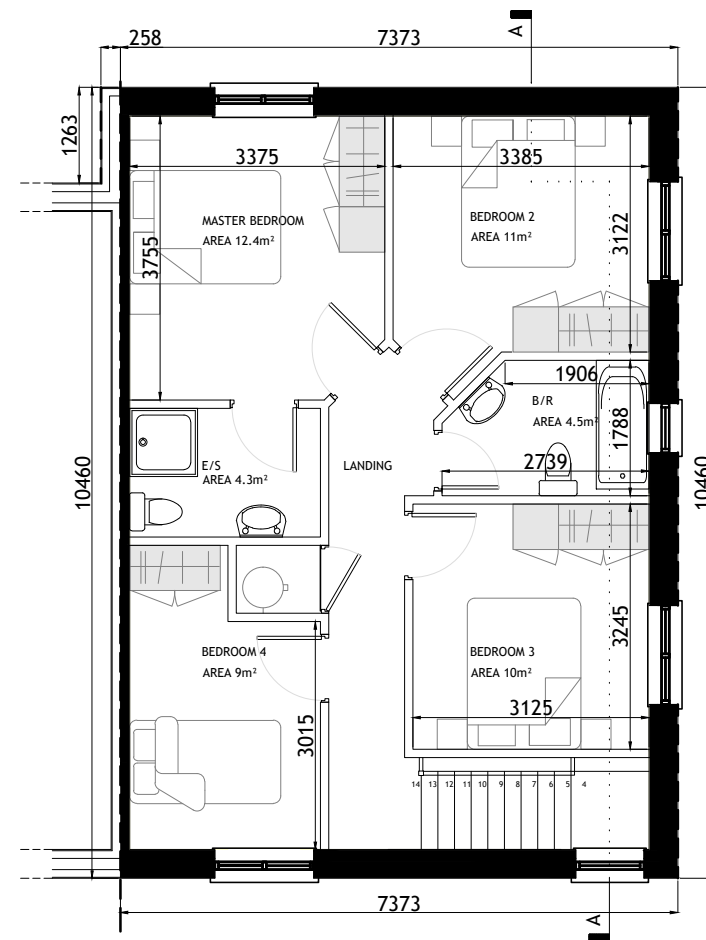 A
258
7373
1263
3375
3385
MASTER BEDROOM
AREA 12.4m²
3755
BEDROOM 2
AREA 11m²
3122
1906
B/R
AREA 4.5m²
1788
E/S
AREA 4.3m²
LANDING
2739
10460
10460
BEDROOM 4
AREA 9m²
3015
BEDROOM 3
AREA 10m²
3245
3125
14 13 12 11 10 9 8 7 6 5 4
7373
A